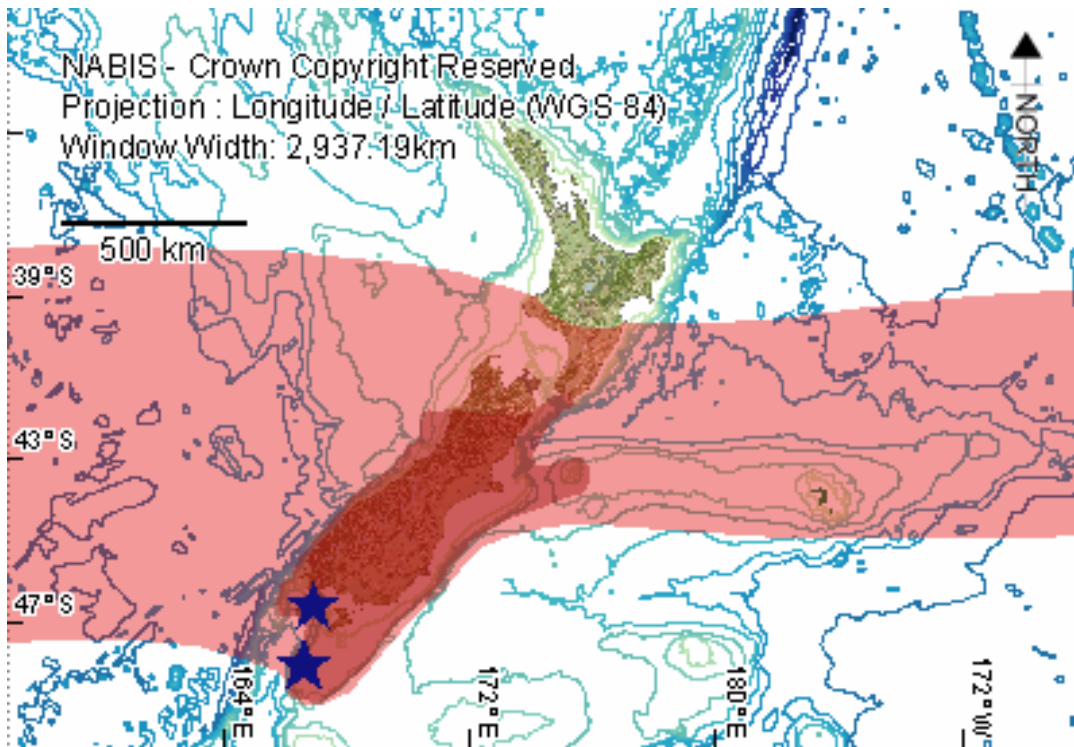 NABIS - Crown Copyright Reserved
Projection : Longitude / Latitude (WGS 84)
Window Width: 2,937.19km
NORTH
500 km
39°S
43°S
47°S
164°E
172°E
180°E
172°W